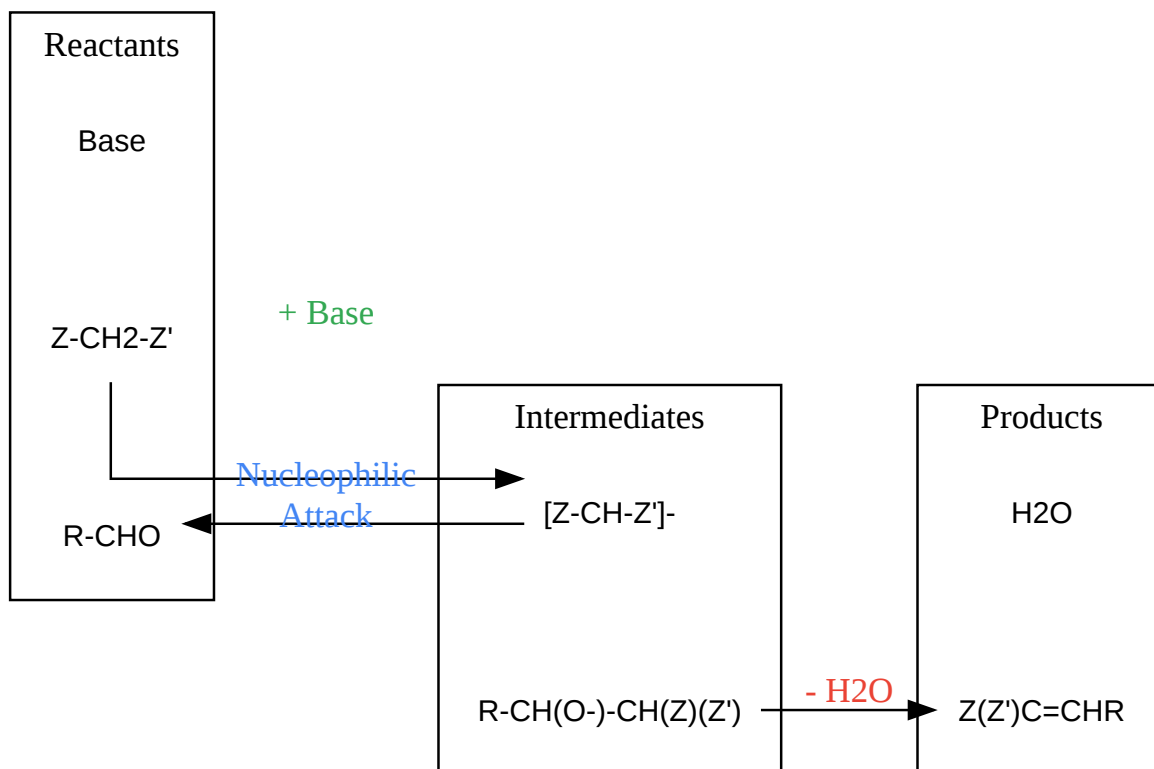 Reactants
Base
Z-CH2-Z'
R-CHO
+ Base
Nucleophilic
Attack
Intermediates
[Z-CH-Z']-
R-CH(O-)-CH(Z)(Z')
- H2O
Products
H2O
Z(Z')C=CHR